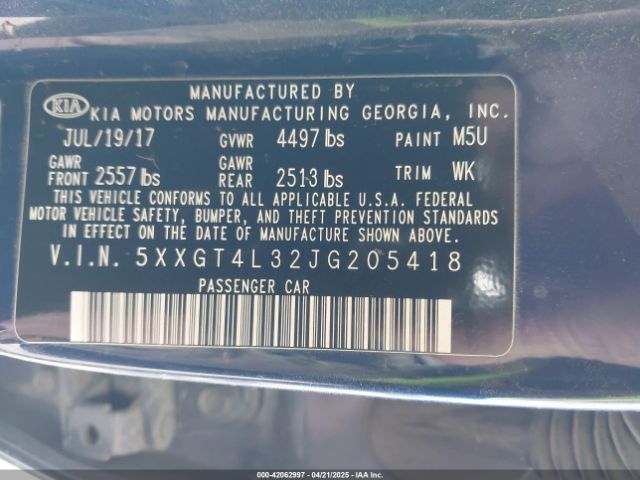 MANUFACTURED BY
KIA KIA MOTORS MANUFACTURING GEORGIA, INC.
JUL/19/17 GVWR 4497 lbs PAINT M5U
GAWR FRONT 2557 lbs GAWR REAR 2513 lbs TRIM WK
THIS VEHICLE CONFORMS TO ALL APPLICABLE U.S.A. FEDERAL
MOTOR VEHICLE SAFETY, BUMPER, AND THEFT PREVENTION STANDARDS
IN EFFECT ON THE DATE OF MANUFACTURE SHOWN ABOVE.
V.I.N. 5XXGT4L32JG205418
PASSENGER CAR
000-42062997 - 04/21/2025 - IAA Inc.